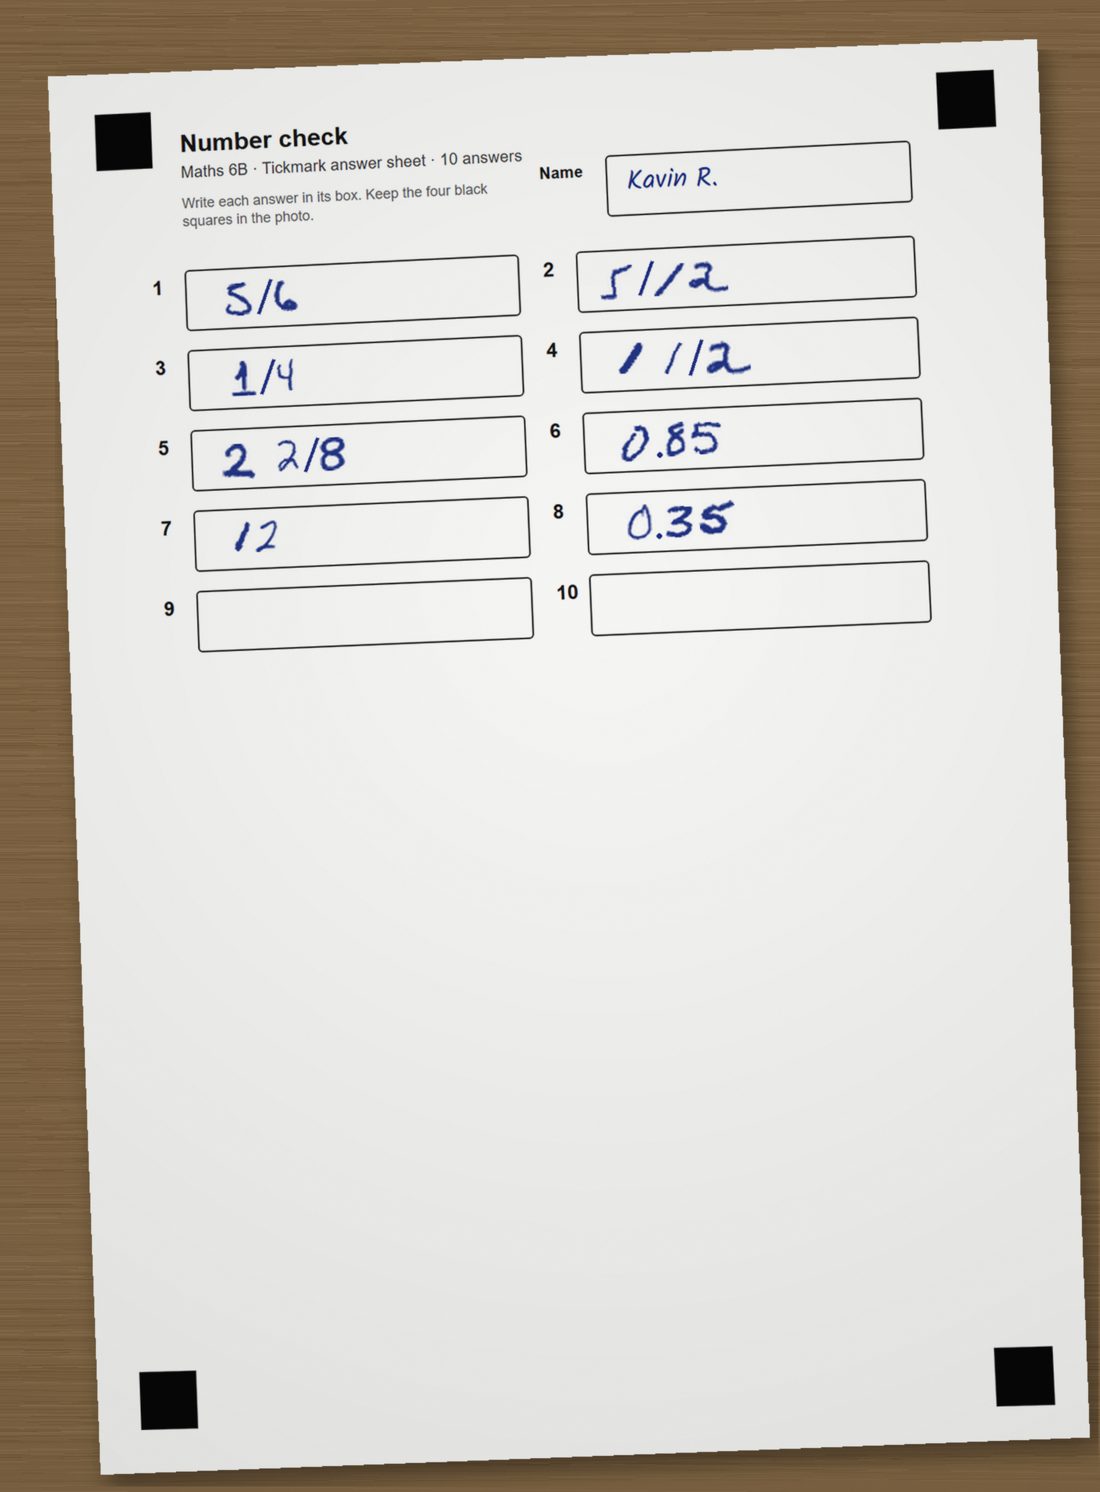 Number check
Maths 6B · Tickmark answer sheet · 10 answers
Write each answer in its box. Keep the four black
squares in the photo.
Name Kavin R.
1 5/6
2 5/12
3 1/4
4 1 1/2
5 2 2/8
6 0.85
7 12
8 0.35
9
10